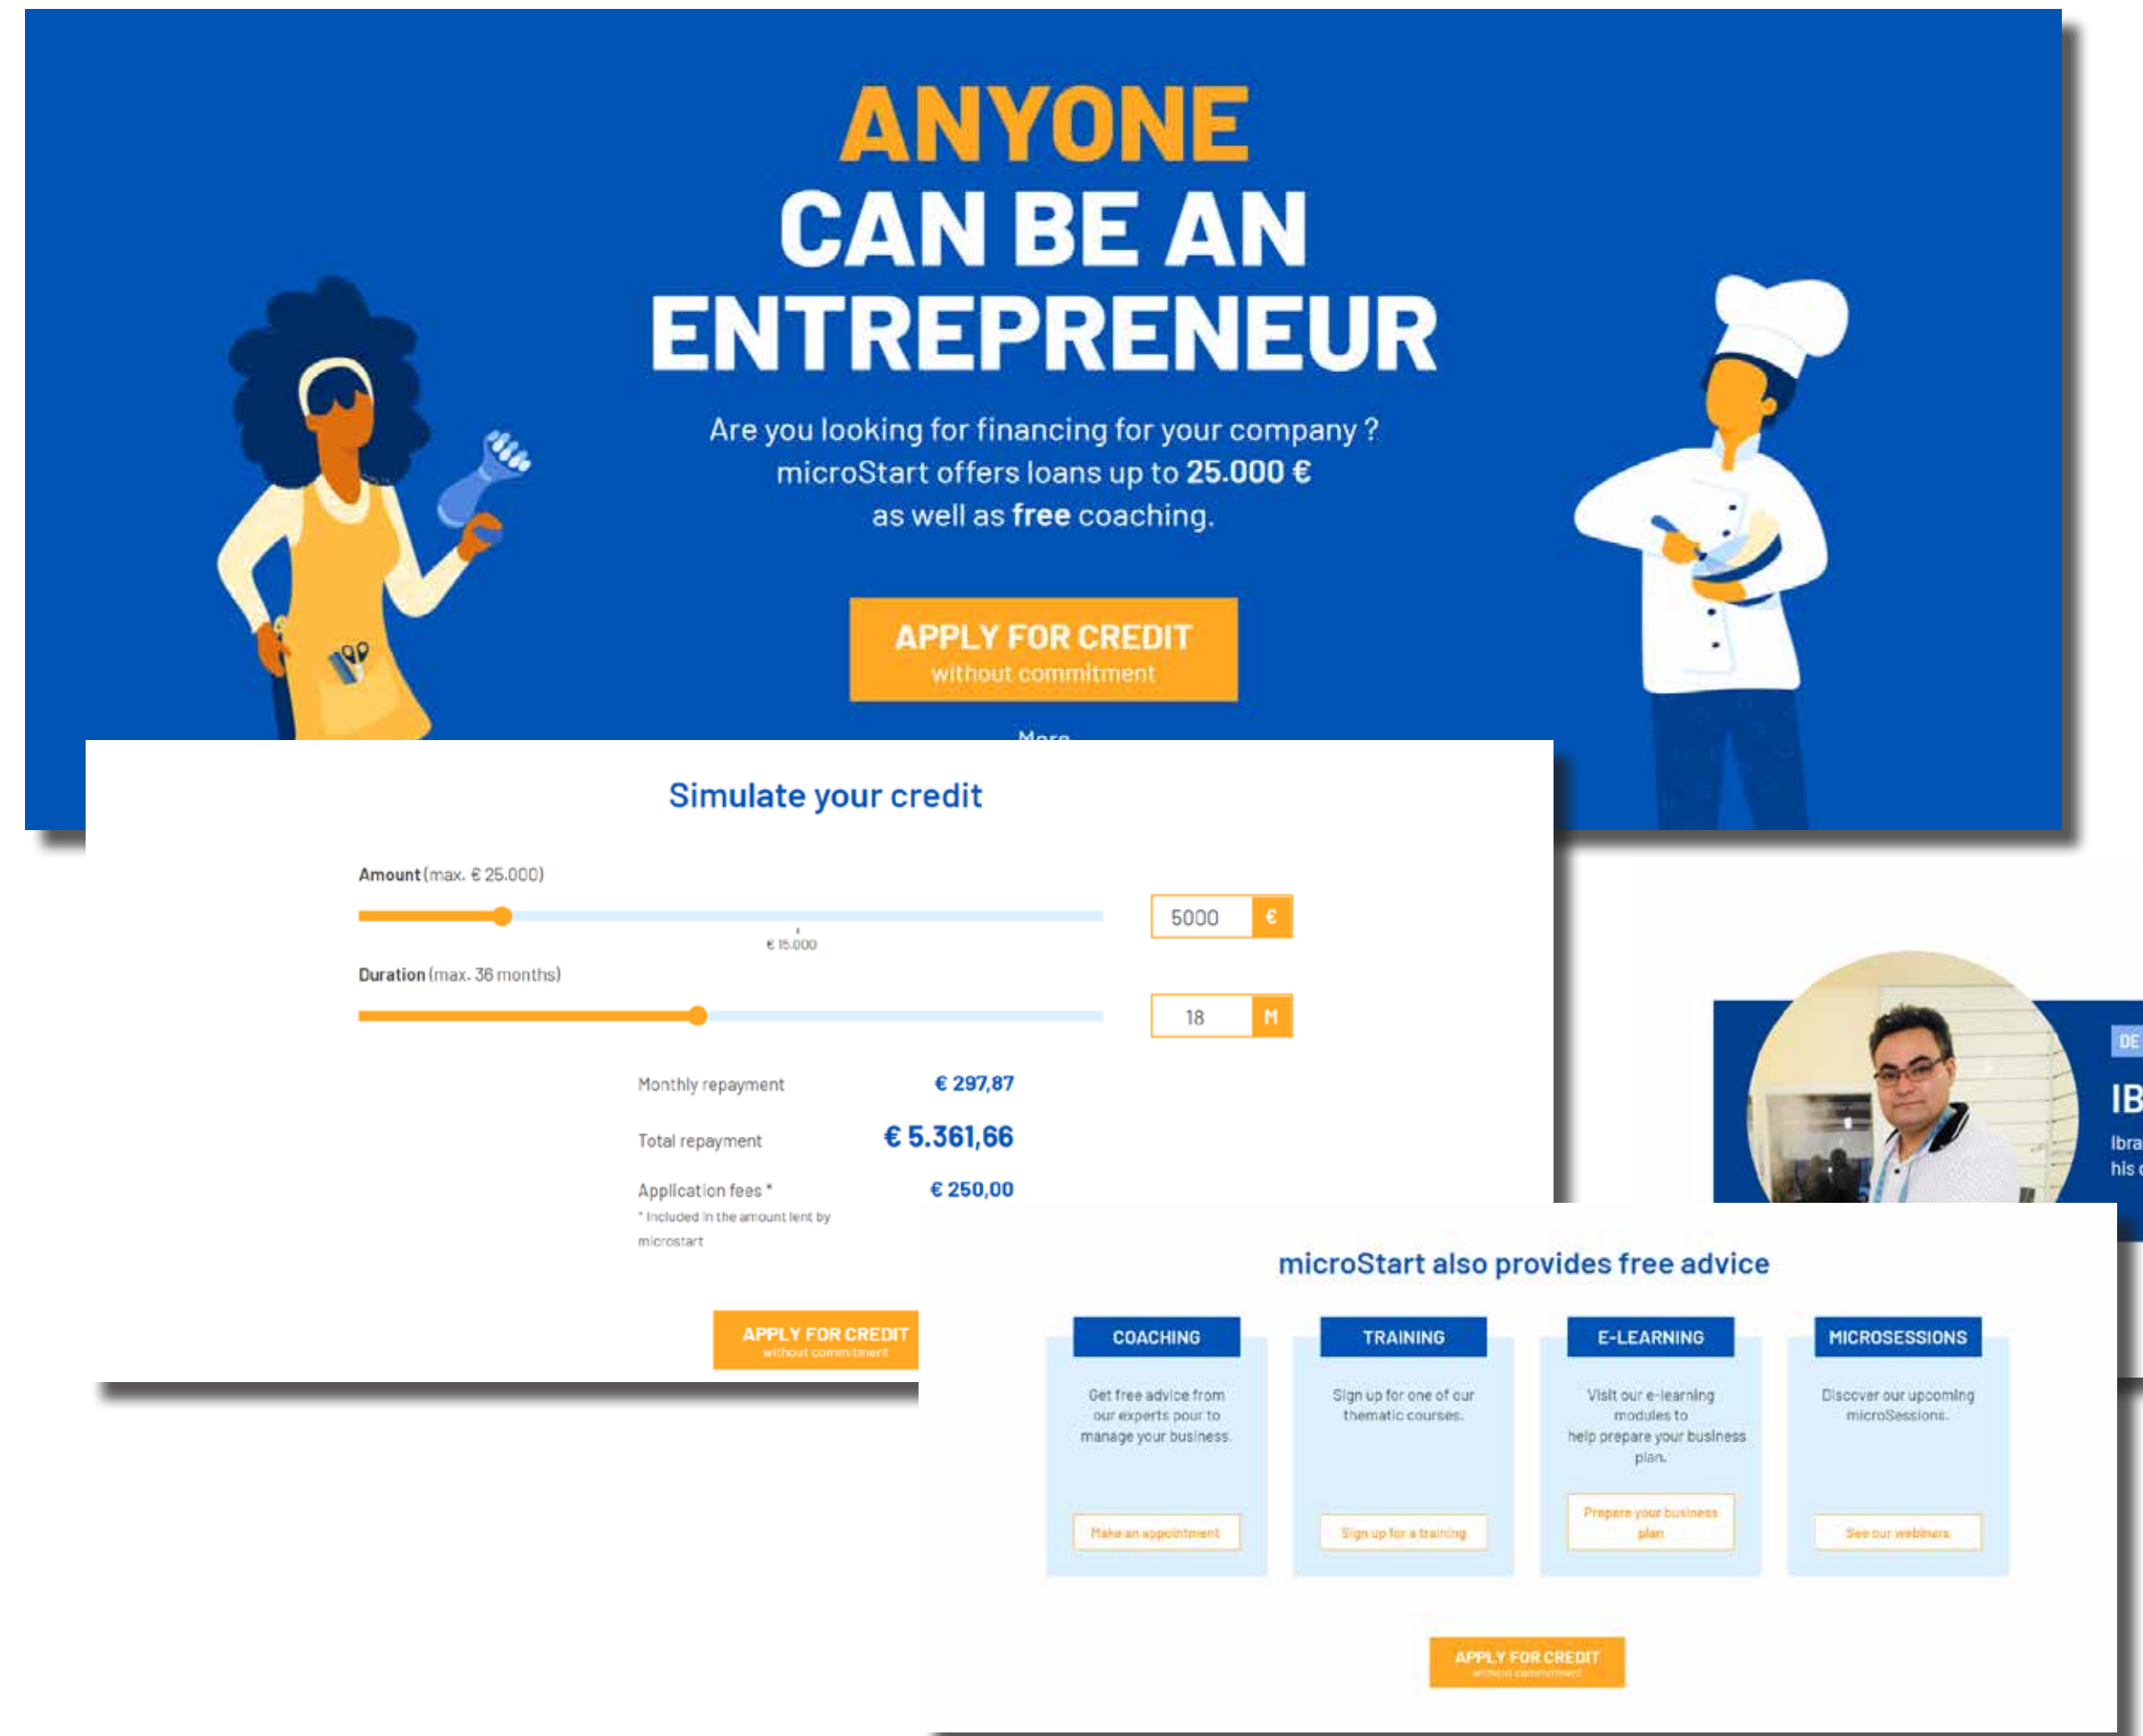 ANYONE
CAN BE AN
ENTREPRENEUR
Are you looking for financing for your company ?
microStart offers loans up to 25.000 €
as well as free coaching.
APPLY FOR CREDIT
without commitment
More
Simulate your credit
Amount (max. € 25.000)
5000 €
€ 15.000
Duration (max. 36 months)
18 M
Monthly repayment € 297,87
Total repayment € 5.361,66
Application fees * € 250,00
* Included in the amount lent by
microstart
APPLY FOR CREDIT
without commitment
DE
IB
Ibra
his
microStart also provides free advice
COACHING
Get free advice from
our experts pour to
manage your business.
Make an appointment
TRAINING
Sign up for one of our
thematic courses.
Sign up for a training
E-LEARNING
Visit our e-learning
modules to
help prepare your business
plan.
Prepare your business
plan
MICROSESSIONS
Discover our upcoming
microSessions.
See our webinars
APPLY FOR CREDIT
without commitment